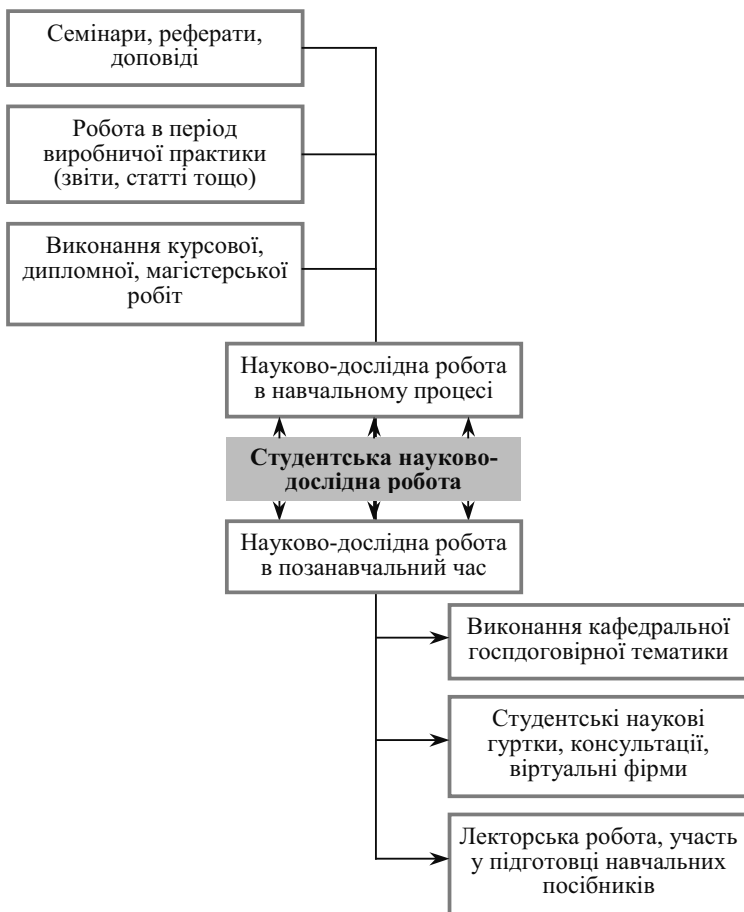 Семінари, реферати,
доповіді
Робота в період
виробничої практики
(звіти, статті тощо)
Виконання курсової,
дипломної, магістерської
робіт
Науково-дослідна робота
в навчальному процесі
Студентська науково-
дослідна робота
Науково-дослідна робота
в позанавчальний час
Виконання кафедральної
госпдоговірної тематики
Студентські наукові
гуртки, консультації,
віртуальні фірми
Лекторська робота, участь
у підготовці навчальних
посібників